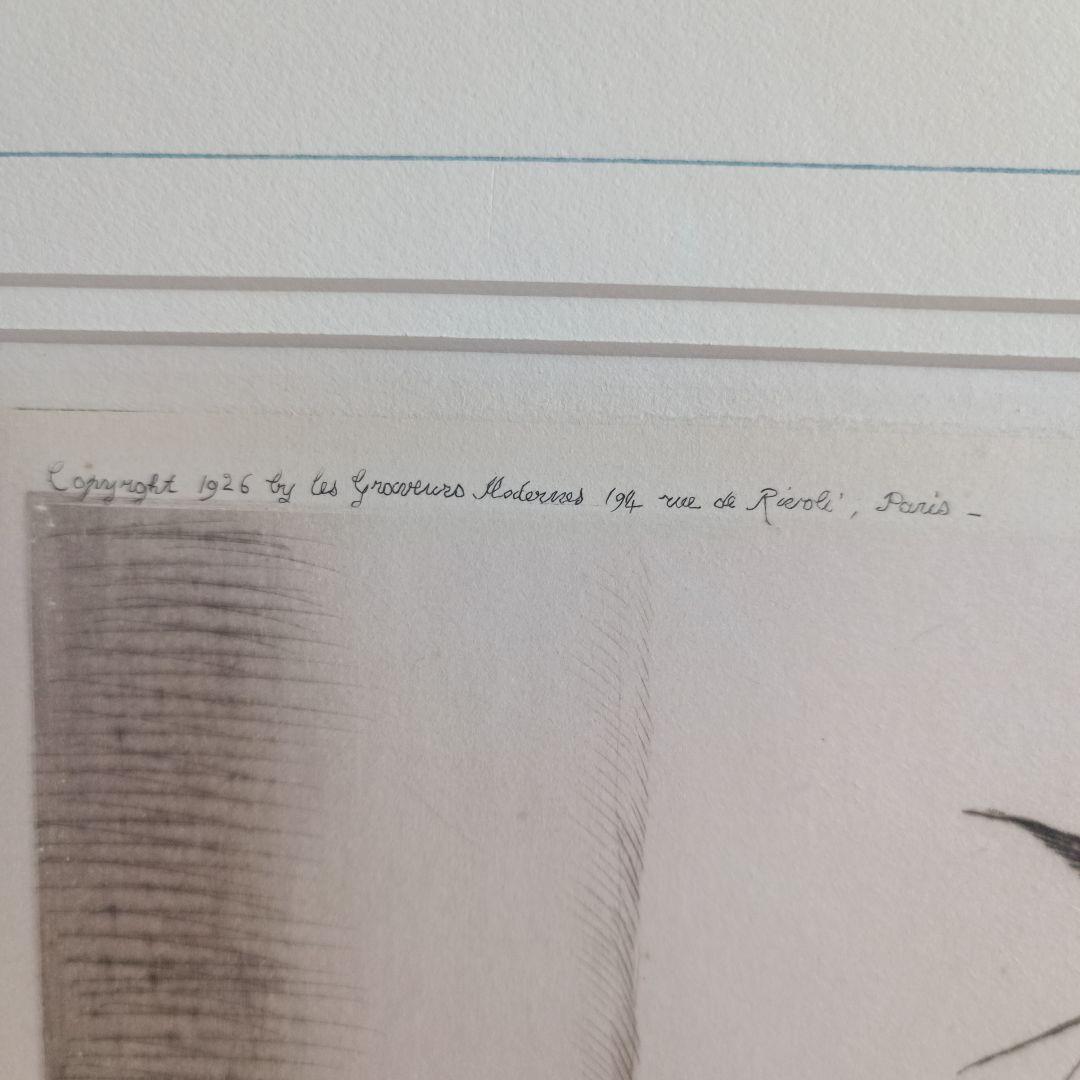 Copyright 1926 by les Graveurs Modernes 194 rue de Rivoli, Paris -